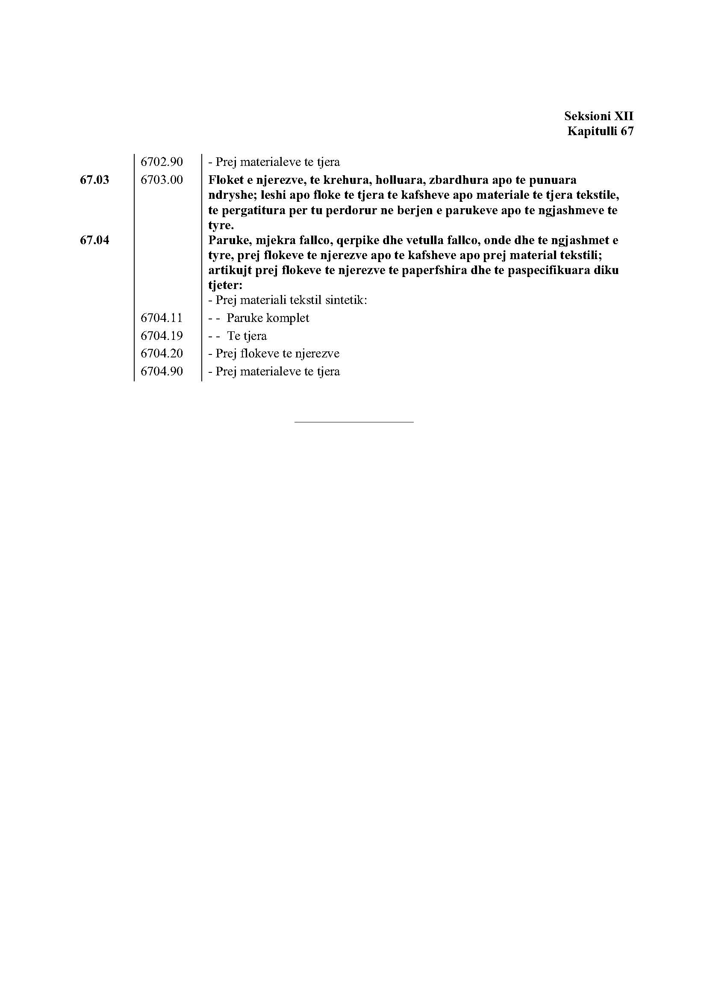 Seksioni XII
Kapitulli 67
6702.90 - Prej materialeve te tjera
67.03 6703.00 Floket e njerezve, te krehura, holluara, zbardhura apo te punuara
ndryshe; leshi apo floke te tjera te kafsheve apo materiale te tjera tekstile,
te pergatitura per tu perdorur ne berjen e parukeve apo te ngjashmeve te
tyre.
67.04 Paruke, mjekra fallco, qerpike dhe vetulla fallco, onde dhe te ngjashmet e
tyre, prej flokeve te njerezve apo te kafsheve apo prej material tekstili;
artikujt prej flokeve te njerezve te paperfshira dhe te paspecifikuara diku
tjeter:
- Prej materiali tekstil sintetik:
6704.11 - - Paruke komplet
6704.19 - - Te tjera
6704.20 - Prej flokeve te njerezve
6704.90 - Prej materialeve te tjera